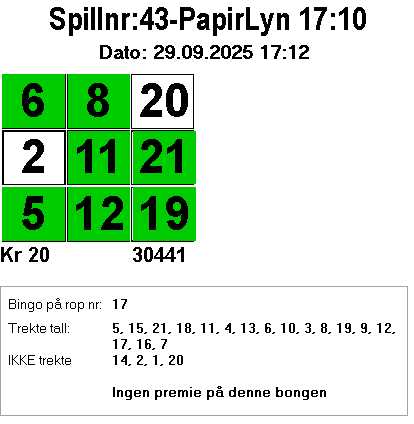 Spillnr:43-PapirLyn 17:10
Dato: 29.09.2025 17:12
6 8 20
2 11 21
5 12 19
Kr 20 30441
Bingo på rop nr: 17
Trekte tall: 5, 15, 21, 18, 11, 4, 13, 6, 10, 3, 8, 19, 9, 12,
17, 16, 7
IKKE trekte 14, 2, 1, 20
Ingen premie på denne bongen